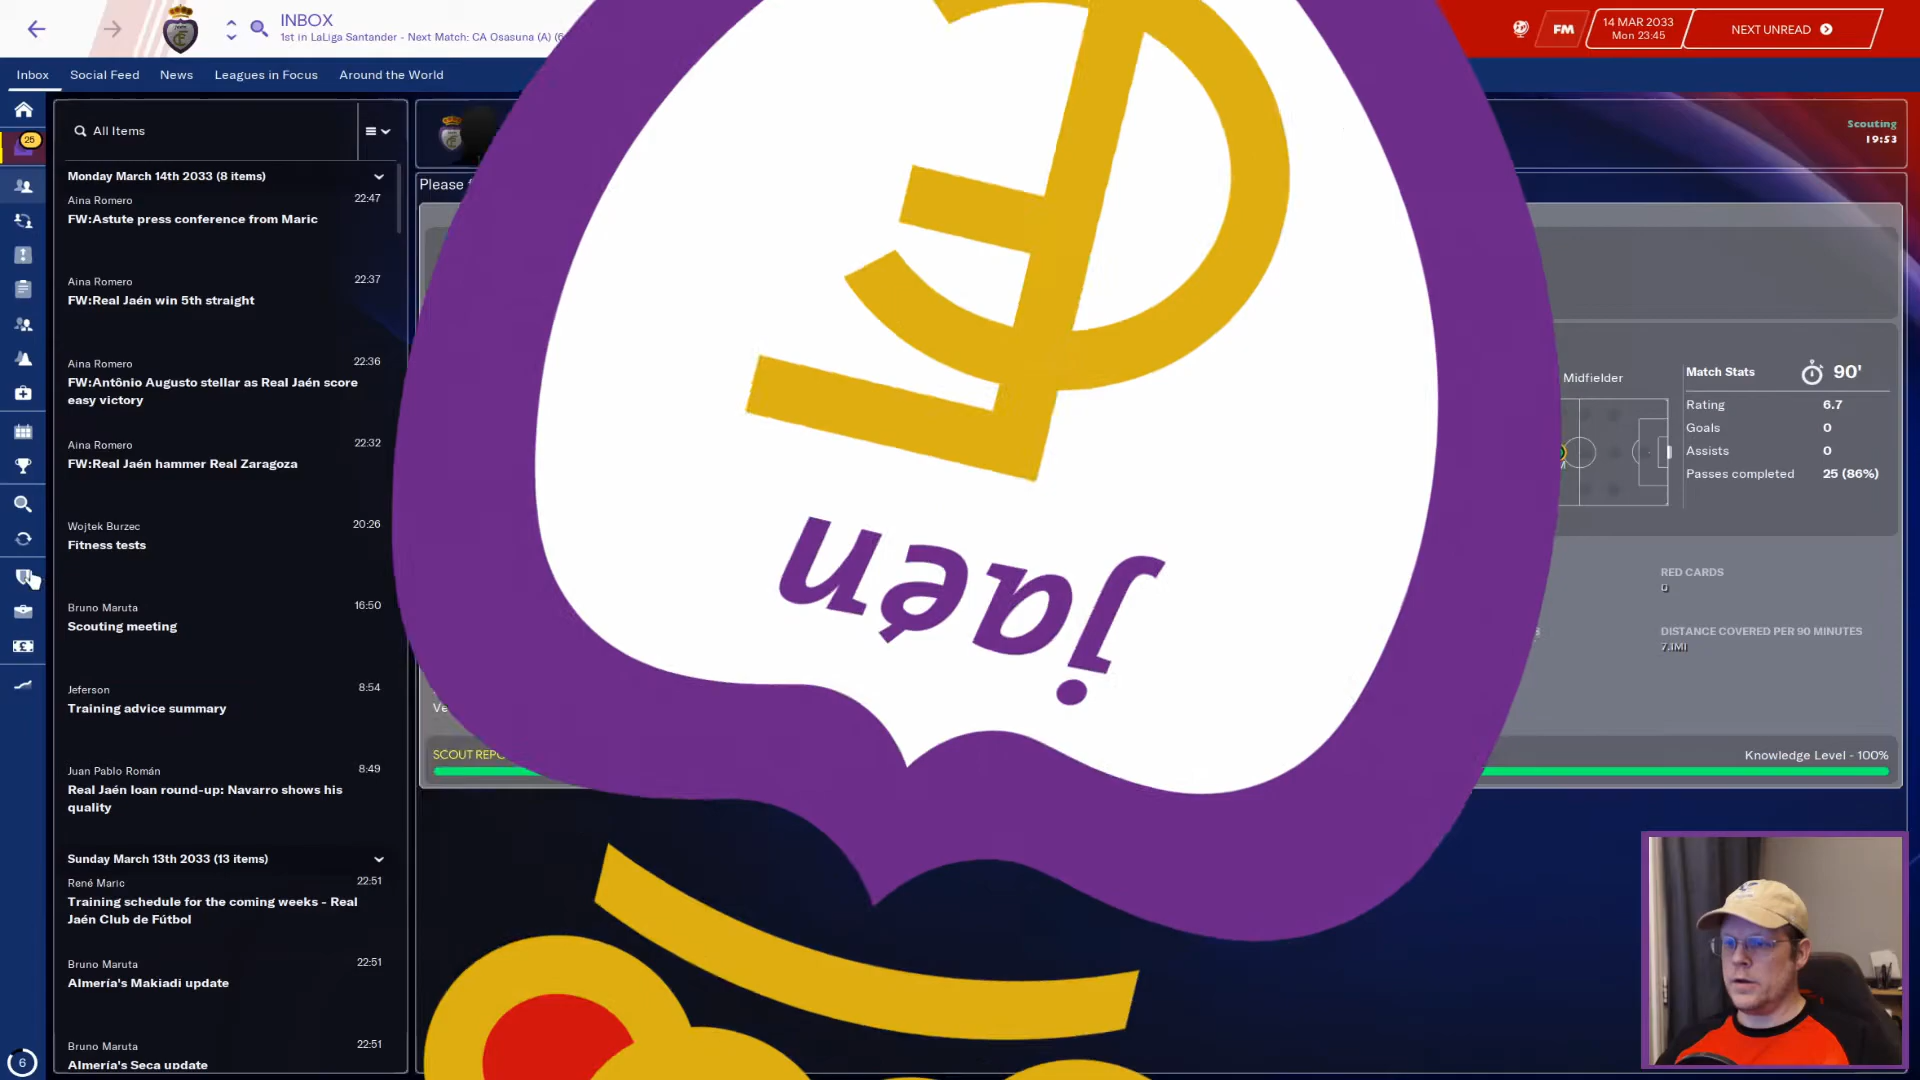 INBOX
1st in LaLiga Santander - Next Match: CA Osasuna (A)
FM
14 MAR 2033
Mon 23:45
NEXT UNREAD
Inbox
Social Feed
News
Leagues in Focus
Around the World
25
All Items
Monday March 14th 2033 (8 items)
Aina Romero
22:47
FW:Astute press conference from Maric
Aina Romero
22:37
FW:Real Jaén win 5th straight
Aina Romero
22:36
FW:Antônio Augusto stellar as Real Jaén score
easy victory
Aina Romero
22:32
FW:Real Jaén hammer Real Zaragoza
Wojtek Burzec
20:26
Fitness tests
Bruno Maruta
16:50
Scouting meeting
Jeferson
8:54
Training advice summary
Juan Pablo Román
8:49
Real Jaén loan round-up: Navarro shows his
quality
Sunday March 13th 2033 (13 items)
René Maric
22:51
Training schedule for the coming weeks - Real
Jaén Club de Fútbol
Bruno Maruta
22:51
Almería's Makiadi update
Bruno Maruta
22:51
Almería's Seca update
6
Scouting
19:53
Please
jaén
Midfielder
Match Stats
90'
Rating
6.7
Goals
0
Assists
0
Passes completed
25 (86%)
RED CARDS
0
DISTANCE COVERED PER 90 MINUTES
7.1MI
SCOUT
Knowledge Level - 100%